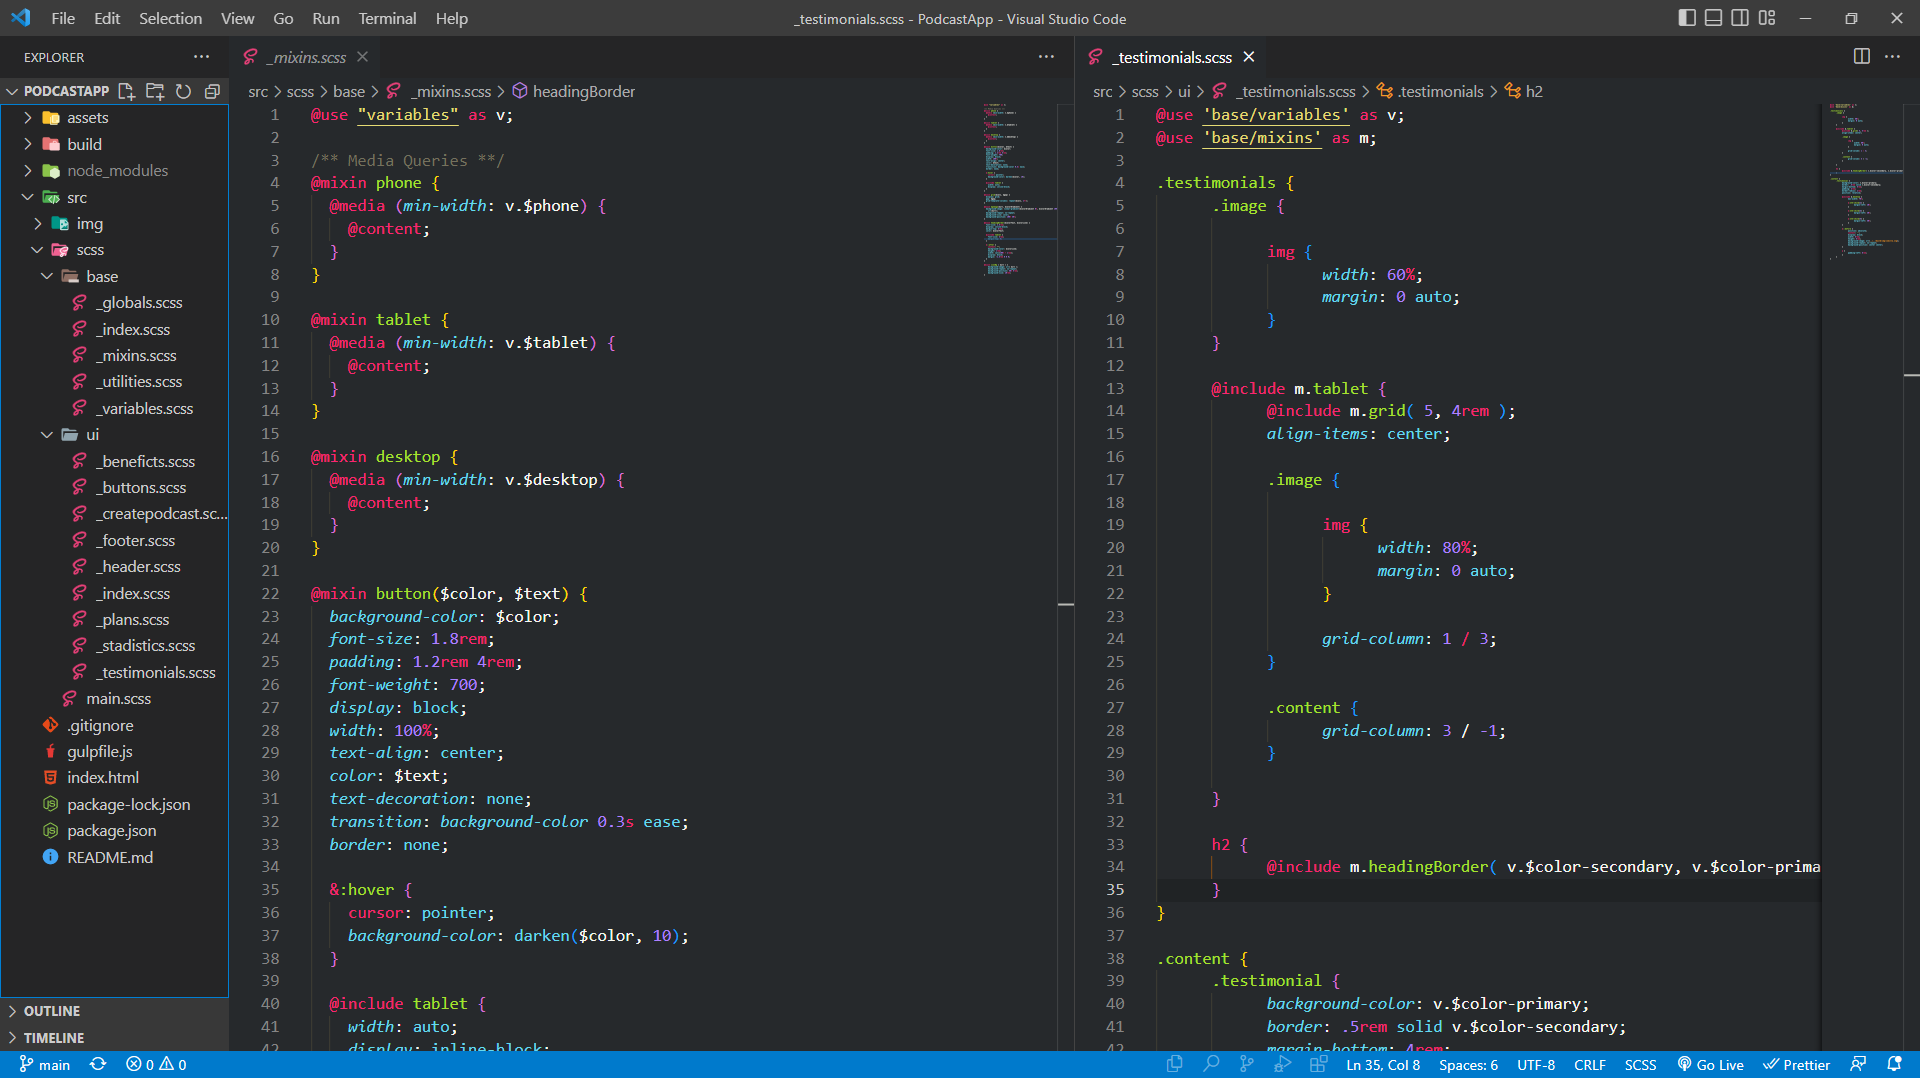 File Edit Selection View Go Run Terminal Help
_testimonials.scss - PodcastApp - Visual Studio Code
EXPLORER
PODCASTAPP
assets
build
node_modules
src
img
scss
base
_globals.scss
_index.scss
_mixins.scss
_utilities.scss
_variables.scss
ui
_beneficts.scss
_buttons.scss
_createpodcast.sc...
_footer.scss
_header.scss
_index.scss
_plans.scss
_stadistics.scss
_testimonials.scss
main.scss
.gitignore
gulpfile.js
index.html
package-lock.json
package.json
README.md
OUTLINE
TIMELINE
_mixins.scss
src > scss > base > _mixins.scss > headingBorder
1 @use "variables" as v;
2
3 /** Media Queries **/
4 @mixin phone {
5 @media (min-width: v.$phone) {
6 @content;
7 }
8 }
9
10 @mixin tablet {
11 @media (min-width: v.$tablet) {
12 @content;
13 }
14 }
15
16 @mixin desktop {
17 @media (min-width: v.$desktop) {
18 @content;
19 }
20 }
21
22 @mixin button($color, $text) {
23 background-color: $color;
24 font-size: 1.8rem;
25 padding: 1.2rem 4rem;
26 font-weight: 700;
27 display: block;
28 width: 100%;
29 text-align: center;
30 color: $text;
31 text-decoration: none;
32 transition: background-color 0.3s ease;
33 border: none;
34
35 &:hover {
36 cursor: pointer;
37 background-color: darken($color, 10);
38 }
39
40 @include tablet {
41 width: auto;
42 display: inline-block;
_testimonials.scss
src > scss > ui > _testimonials.scss > .testimonials > h2
1 @use 'base/variables' as v;
2 @use 'base/mixins' as m;
3
4 .testimonials {
5 .image {
6
7 img {
8 width: 60%;
9 margin: 0 auto;
10 }
11 }
12
13 @include m.tablet {
14 @include m.grid( 5, 4rem );
15 align-items: center;
16
17 .image {
18
19 img {
20 width: 80%;
21 margin: 0 auto;
22 }
23
24 grid-column: 1 / 3;
25 }
26
27 .content {
28 grid-column: 3 / -1;
29 }
30
31 }
32
33 h2 {
34 @include m.headingBorder( v.$color-secondary, v.$color-prima
35 }
36 }
37
38 .content {
39 .testimonial {
40 background-color: v.$color-primary;
41 border: .5rem solid v.$color-secondary;
42 margin-bottom: 4rem;
main 0 0 Ln 35, Col 8 Spaces: 6 UTF-8 CRLF SCSS Go Live Prettier